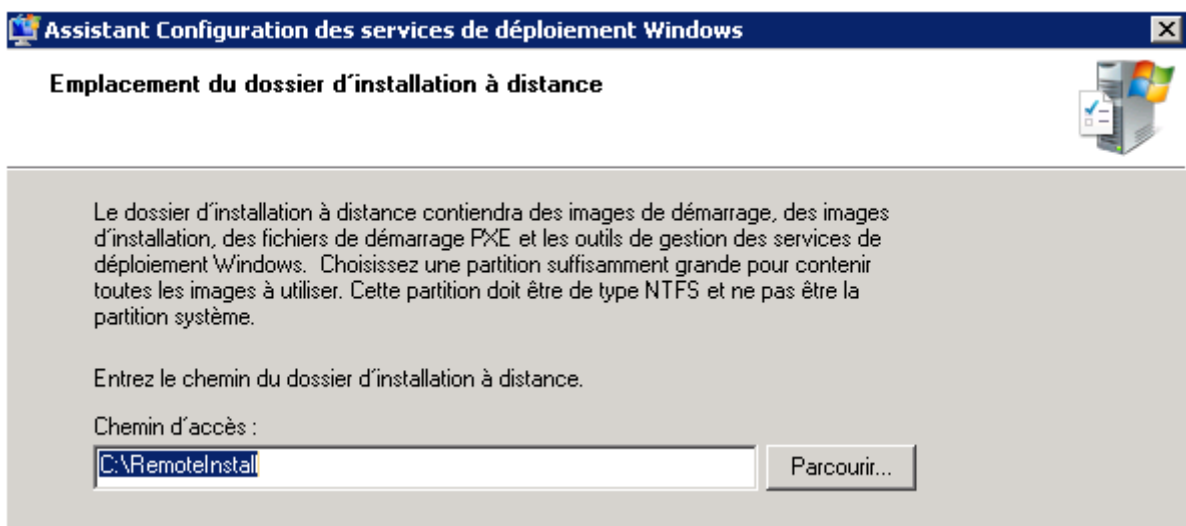 Assistant Configuration des services de déploiement Windows
Emplacement du dossier d´installation à distance
Le dossier d´installation à distance contiendra des images de démarrage, des images
d´installation, des fichiers de démarrage PXE et les outils de gestion des services de
déploiement Windows.  Choisissez une partition suffisamment grande pour contenir
toutes les images à utiliser. Cette partition doit être de type NTFS et ne pas être la
partition système.
Entrez le chemin du dossier d´installation à distance.
Chemin d´accès :
C:\RemoteInstall
Parcourir...